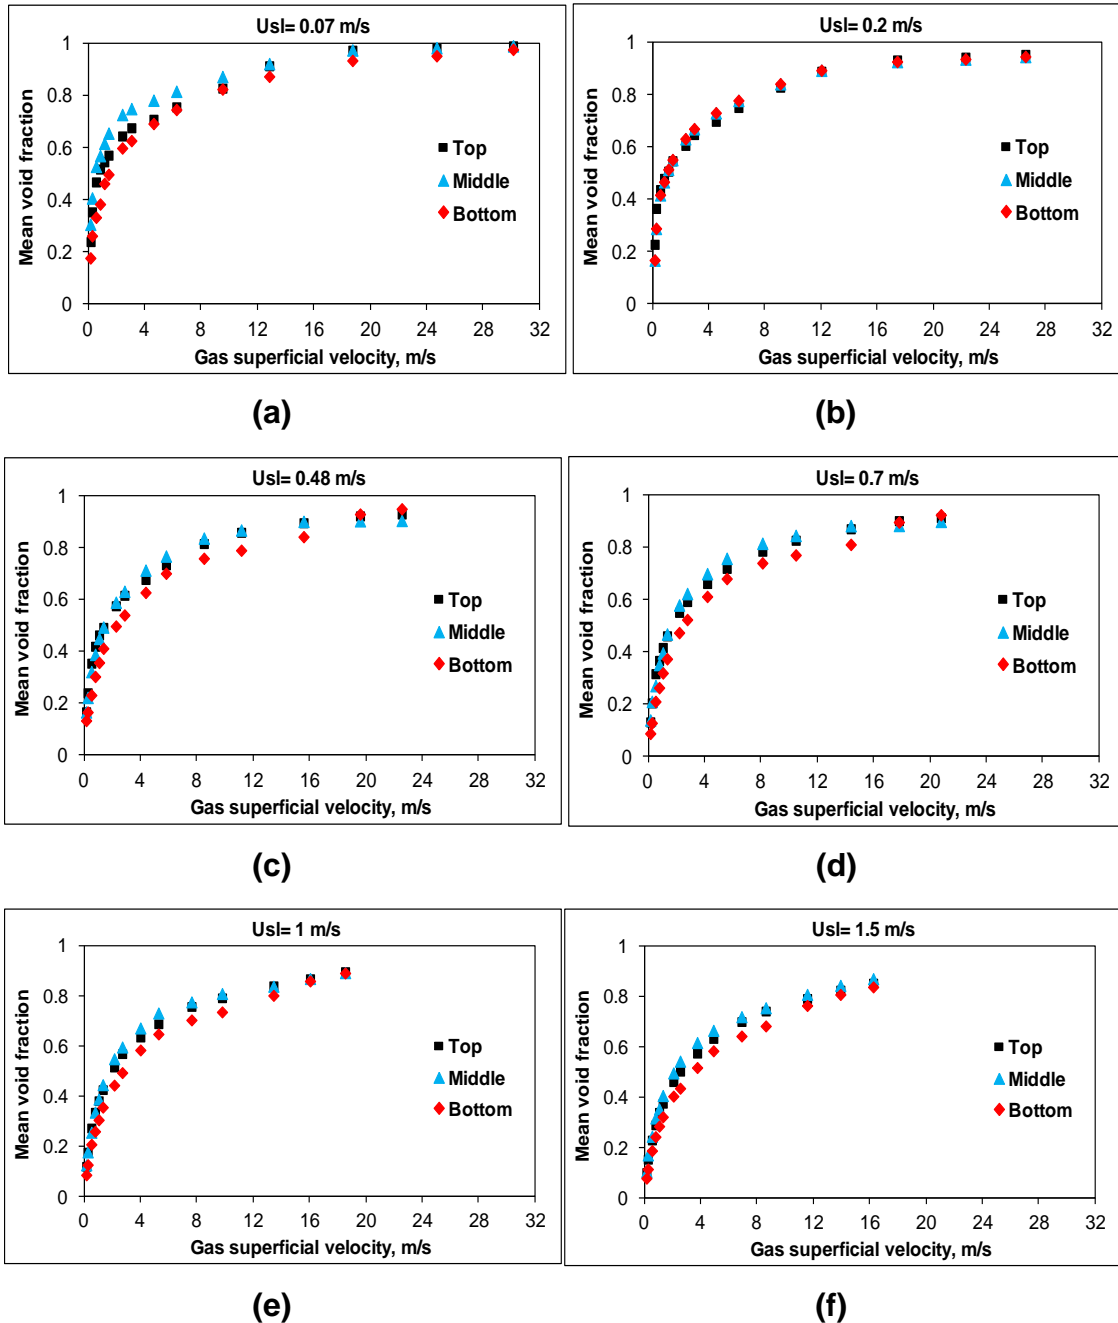 Usl= 0.07 m/s
Mean void fraction
1
0.8
0.6
0.4
0.2
0
Top
Middle
Bottom
0 4 8 12 16 20 24 28 32
Gas superficial velocity, m/s
(a)
Usl= 0.2 m/s
Mean void fraction
1
0.8
0.6
0.4
0.2
0
Top
Middle
Bottom
0 4 8 12 16 20 24 28 32
Gas superficial velocity, m/s
(b)
Usl= 0.48 m/s
Mean void fraction
1
0.8
0.6
0.4
0.2
0
Top
Middle
Bottom
0 4 8 12 16 20 24 28 32
Gas superficial velocity, m/s
(c)
Usl= 0.7 m/s
Mean void fraction
1
0.8
0.6
0.4
0.2
0
Top
Middle
Bottom
0 4 8 12 16 20 24 28 32
Gas superficial velocity, m/s
(d)
Usl= 1 m/s
Mean void fraction
1
0.8
0.6
0.4
0.2
0
Top
Middle
Bottom
0 4 8 12 16 20 24 28 32
Gas superficial velocity, m/s
(e)
Usl= 1.5 m/s
Mean void fraction
1
0.8
0.6
0.4
0.2
0
Top
Middle
Bottom
0 4 8 12 16 20 24 28 32
Gas superficial velocity, m/s
(f)